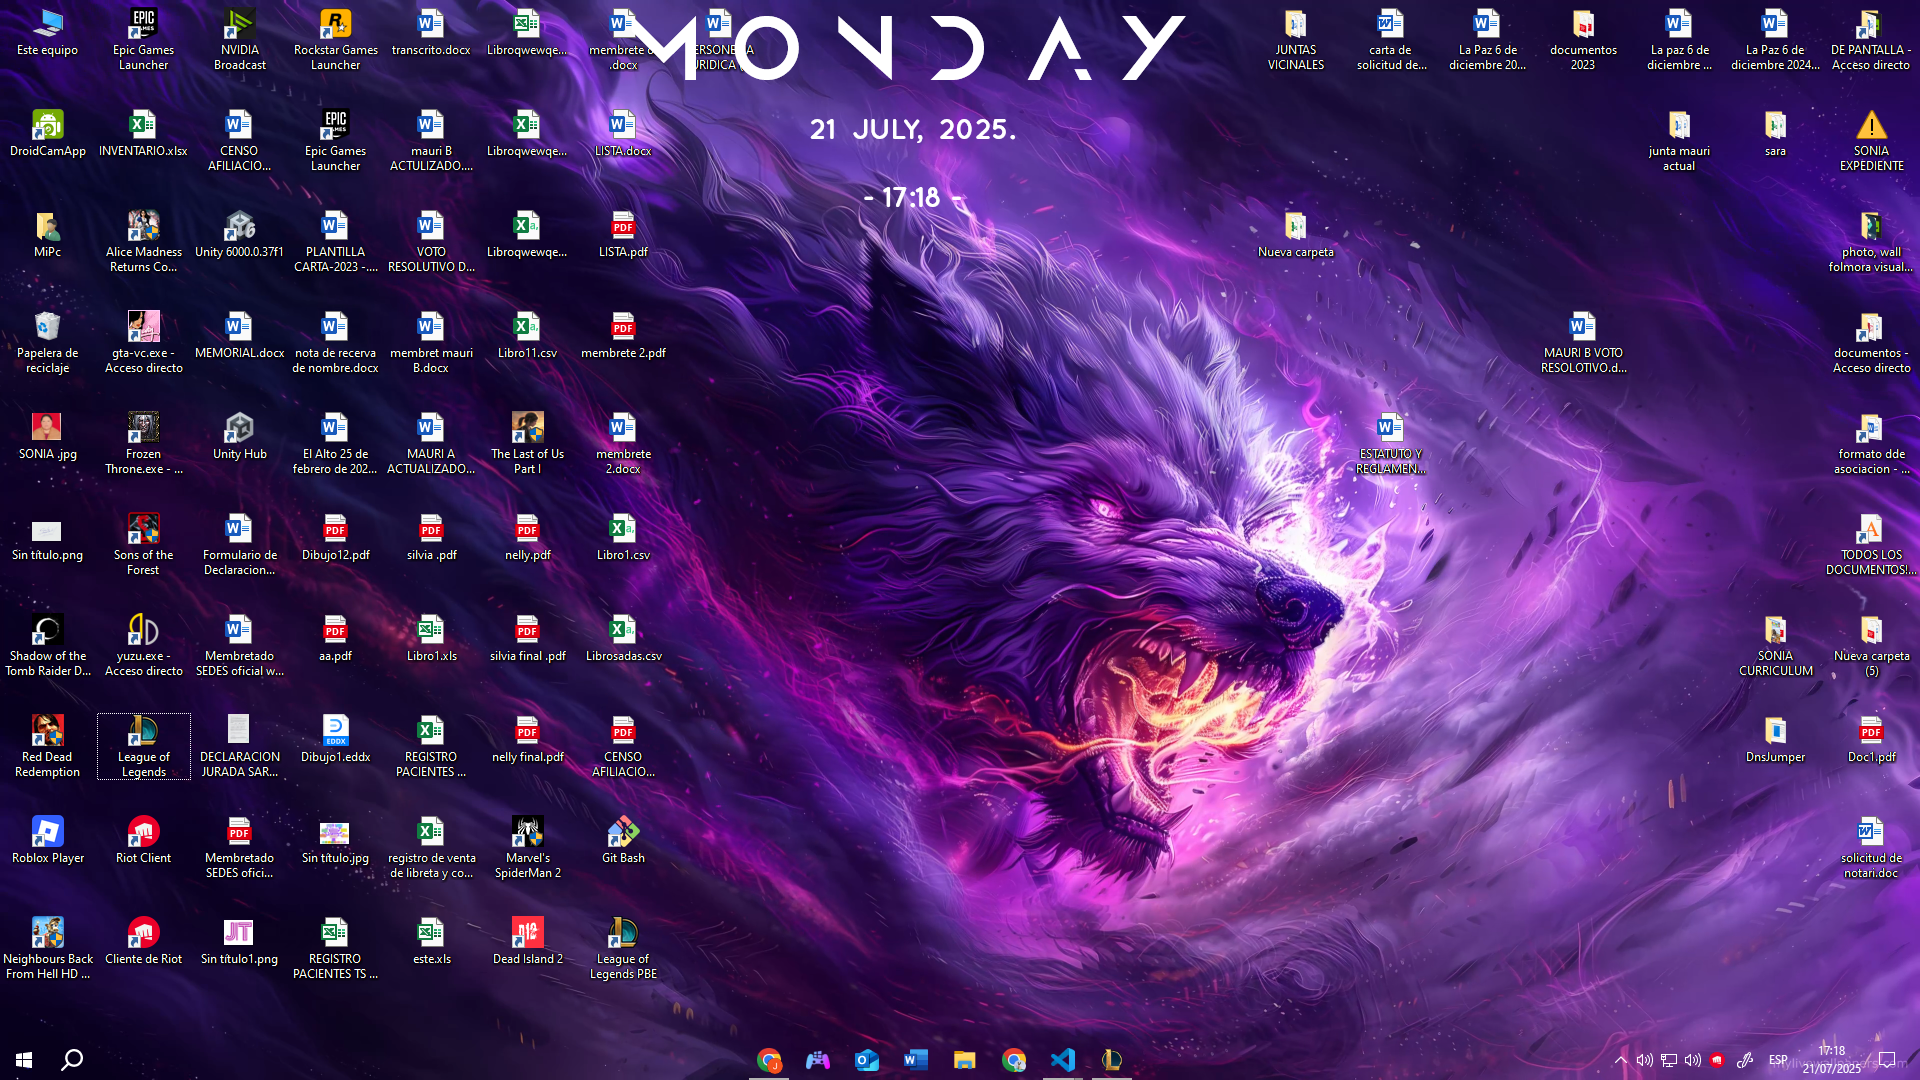 MONDAY
21 JULY, 2025.
- 17:18 -
Este equipo
Epic Games
Launcher
NVIDIA
Broadcast
Rockstar Games
Launcher
transcrito.docx
Libroqwewqe...
membrete
.docx
JUNTAS
VICINALES
carta de
solicitud de...
La Paz 6 de
diciembre 20...
documentos
2023
La paz 6 de
diciembre ...
La Paz 6 de
diciembre 2024...
DE PANTALLA -
Acceso directo
DroidCamApp
INVENTARIO.xlsx
CENSO
AFILIACIO...
Epic Games
Launcher
mauri B
ACTULIZADO....
Libroqwewqe...
LISTA.docx
junta mauri
actual
sara
SONIA
EXPEDIENTE
MiPc
Alice Madness
Returns Co...
Unity 6000.0.37f1
PLANTILLA
CARTA-2023 -....
VOTO
RESOLUTIVO D...
Libroqwewqe...
LISTA.pdf
Nueva carpeta
photo, wall
folmora visual...
Papelera de
reciclaje
gta-vc.exe -
Acceso directo
MEMORIAL.docx
nota de recerva
de nombre.docx
membret mauri
B.docx
Libro11.csv
membrete 2.pdf
MAURI B VOTO
RESOLOTIVO.d...
documentos -
Acceso directo
SONIA .jpg
Frozen
Throne.exe - ...
Unity Hub
El Alto 25 de
febrero de 202...
MAURI A
ACTUALIZADO...
The Last of Us
Part I
membrete
2.docx
ESTATUTO Y
REGLAMEN...
formato dde
asociacion - ...
Sin título.png
Sons of the
Forest
Formulario de
Declaracion...
Dibujo12.pdf
silvia .pdf
nelly.pdf
Libro1.csv
TODOS LOS
DOCUMENTOS!...
Shadow of the
Tomb Raider D...
yuzu.exe -
Acceso directo
Membretado
SEDES oficial w...
aa.pdf
Libro1.xls
silvia final .pdf
Librosadas.csv
SONIA
CURRICULUM
Nueva carpeta
(5)
Red Dead
Redemption
League of
Legends
DECLARACION
JURADA SAR...
Dibujo1.eddx
REGISTRO
PACIENTES ...
nelly final.pdf
CENSO
AFILIACIO...
DnsJumper
Doc1.pdf
Roblox Player
Riot Client
Membretado
SEDES ofici...
Sin título.jpg
registro de venta
de libreta y co...
Marvel's
SpiderMan 2
Git Bash
solicitud de
notari.doc
Neighbours Back
From Hell HD ...
Cliente de Riot
Sin título1.png
REGISTRO
PACIENTES TS ...
este.xls
Dead Island 2
League of
Legends PBE
ESP
17:18
21/07/2025